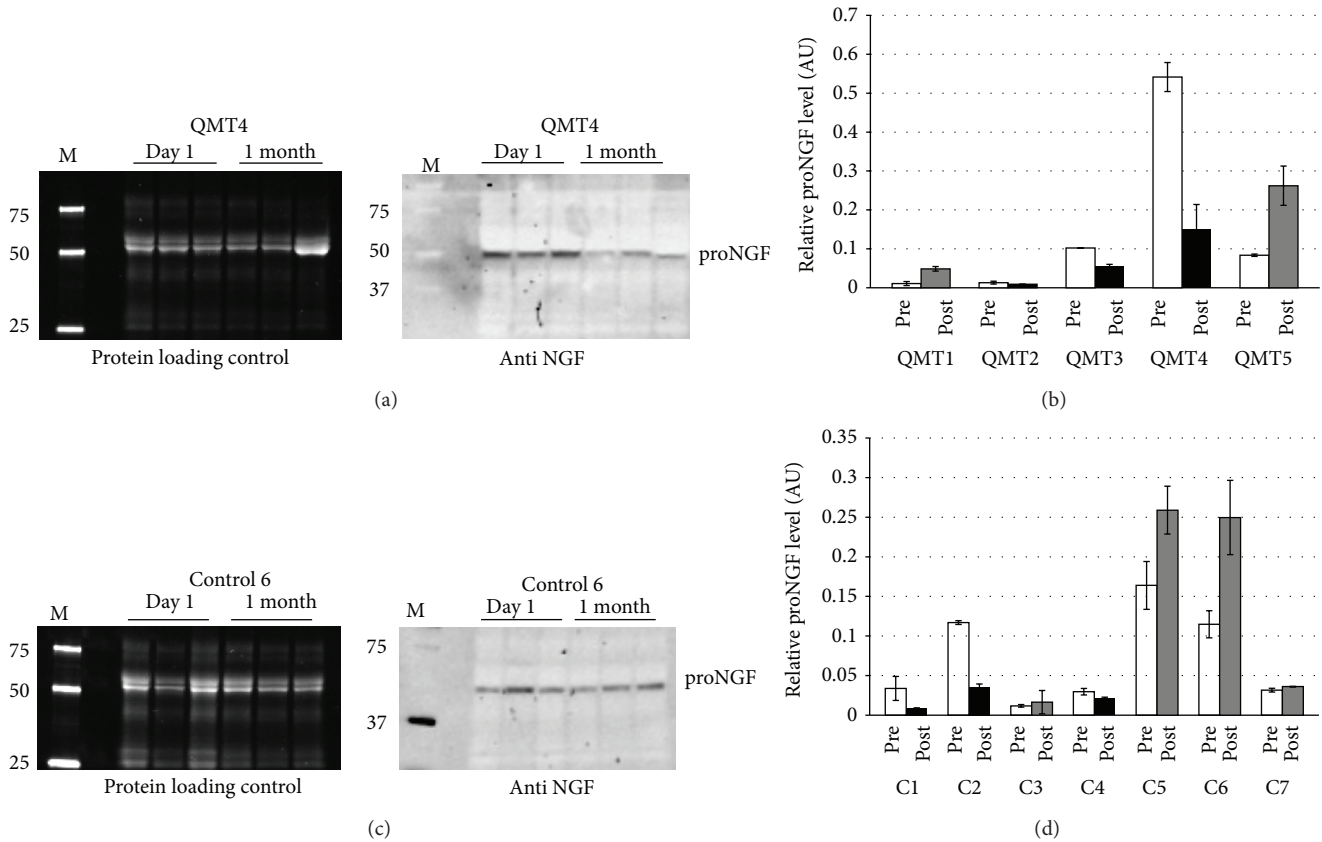 QMT4
Day 1 1 month
M
75
50
25
Protein loading control
QMT4
Day 1 1 month
M
75
50
37
proNGF
Anti NGF
(a)
Relative proNGF level (AU)
0.7
0.6
0.5
0.4
0.3
0.2
0.1
0
Pre Post Pre Post Pre Post Pre Post Pre Post
QMT1 QMT2 QMT3 QMT4 QMT5
(b)
Control 6
Day 1 1 month
M
75
50
25
Protein loading control
Control 6
Day 1 1 month
M
75
37
proNGF
Anti NGF
(c)
Relative proNGF level (AU)
0.35
0.3
0.25
0.2
0.15
0.1
0.05
0
Pre Post Pre Post Pre Post Pre Post Pre Post Pre Post Pre Post
C1 C2 C3 C4 C5 C6 C7
(d)